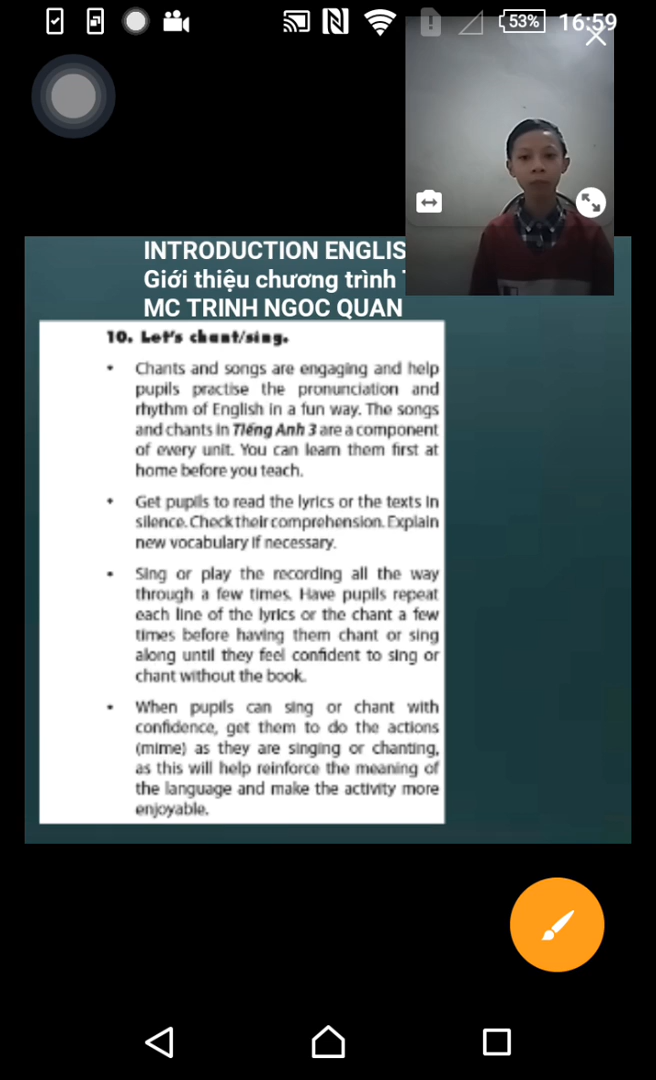 53% 16:59
INTRODUCTION ENGLIS
Giới thiệu chương trình
MC TRINH NGOC QUAN
10. Let's chant/sing.
• Chants and songs are engaging and help
pupils practise the pronunciation and
rhythm of English in a fun way. The songs
and chants in Tiếng Anh 3 are a component
of every unit. You can learn them first at
home before you teach.
• Get pupils to read the lyrics or the texts in
silence. Check their comprehension. Explain
new vocabulary if necessary.
• Sing or play the recording all the way
through a few times. Have pupils repeat
each line of the lyrics or the chant a few
times before having them chant or sing
along until they feel confident to sing or
chant without the book.
• When pupils can sing or chant with
confidence, get them to do the actions
(mime) as they are singing or chanting,
as this will help reinforce the meaning of
the language and make the activity more
enjoyable.